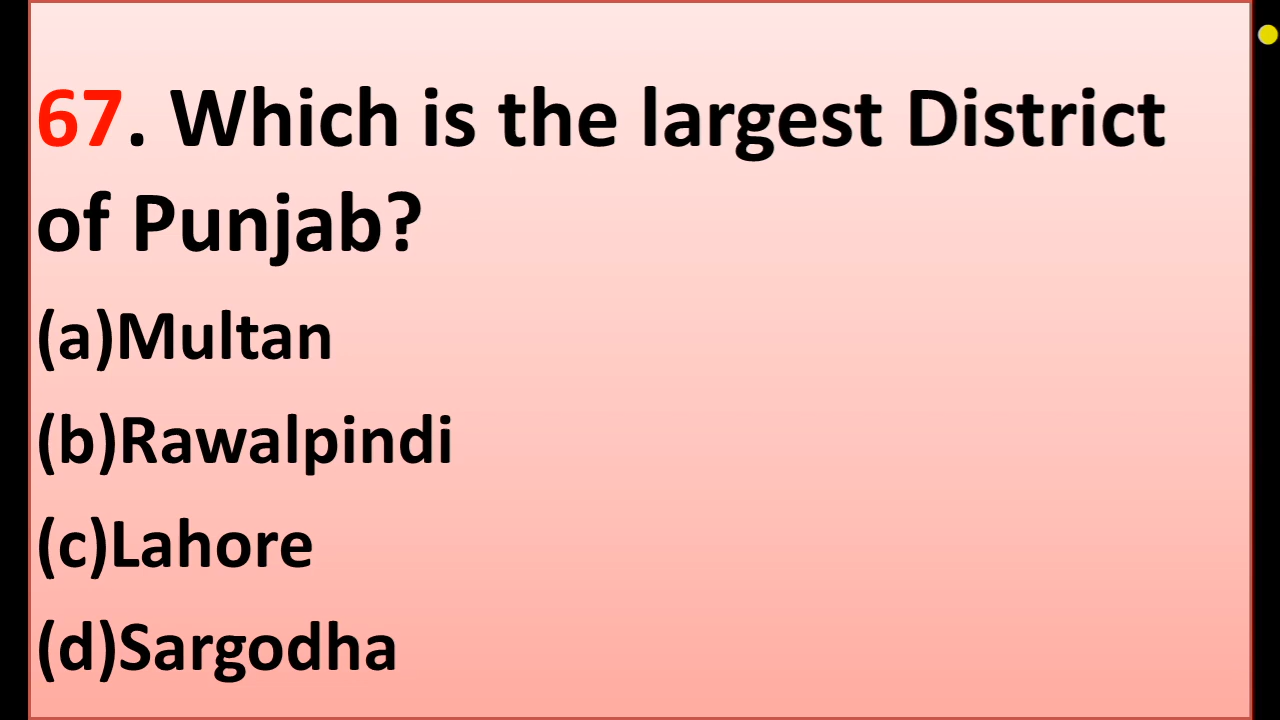 67. Which is the largest District
of Punjab?
(a)Multan
(b)Rawalpindi
(c)Lahore
(d)Sargodha